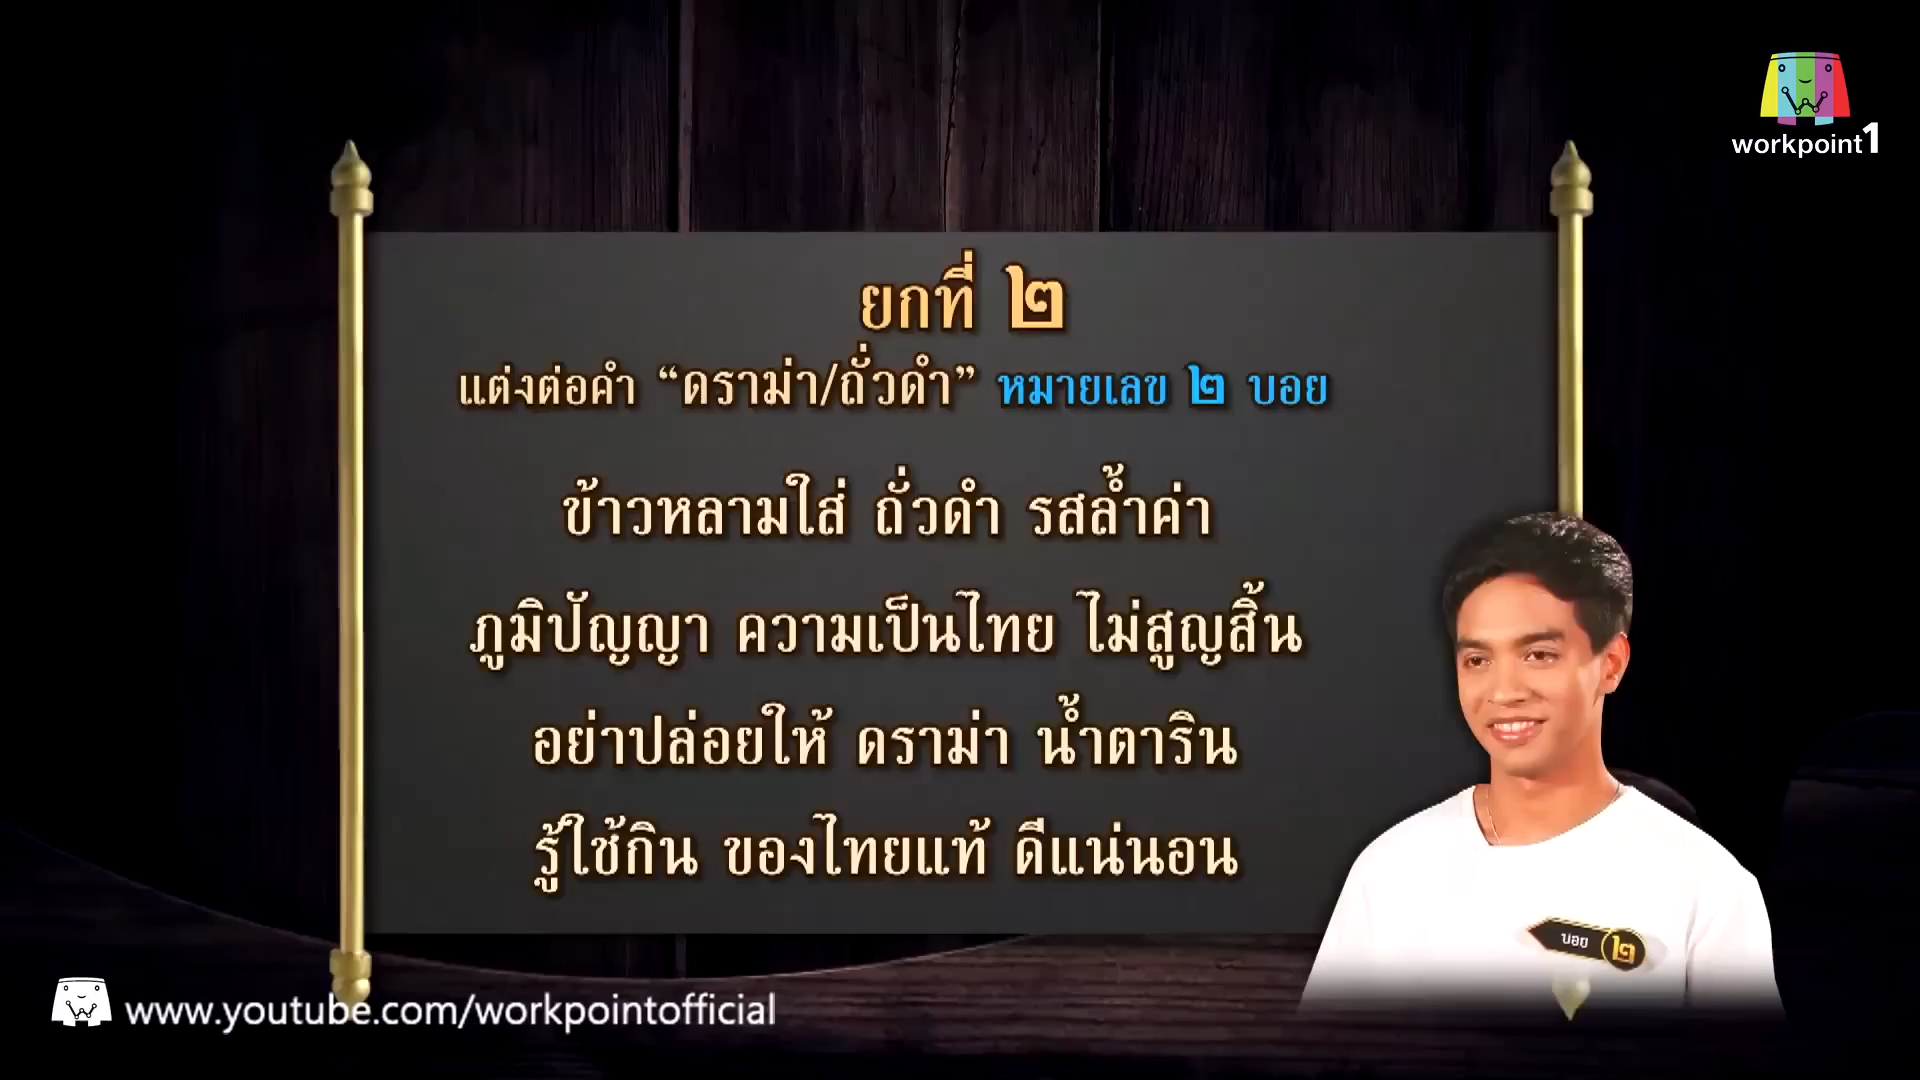 workpoint1
ยกที่ ๒
แต่งต่อคำ “ดราม่า/ถั่วดำ” หมายเลข ๒ บอย
ข้าวหลามใส่ ถั่วดำ รสล้ำค่า
ภูมิปัญญา ความเป็นไทย ไม่สูญสิ้น
อย่าปล่อยให้ ดราม่า น้ำตาริน
รู้ใช้กิน ของไทยแท้ ดีแน่นอน
บอย ๒
www.youtube.com/workpointofficial